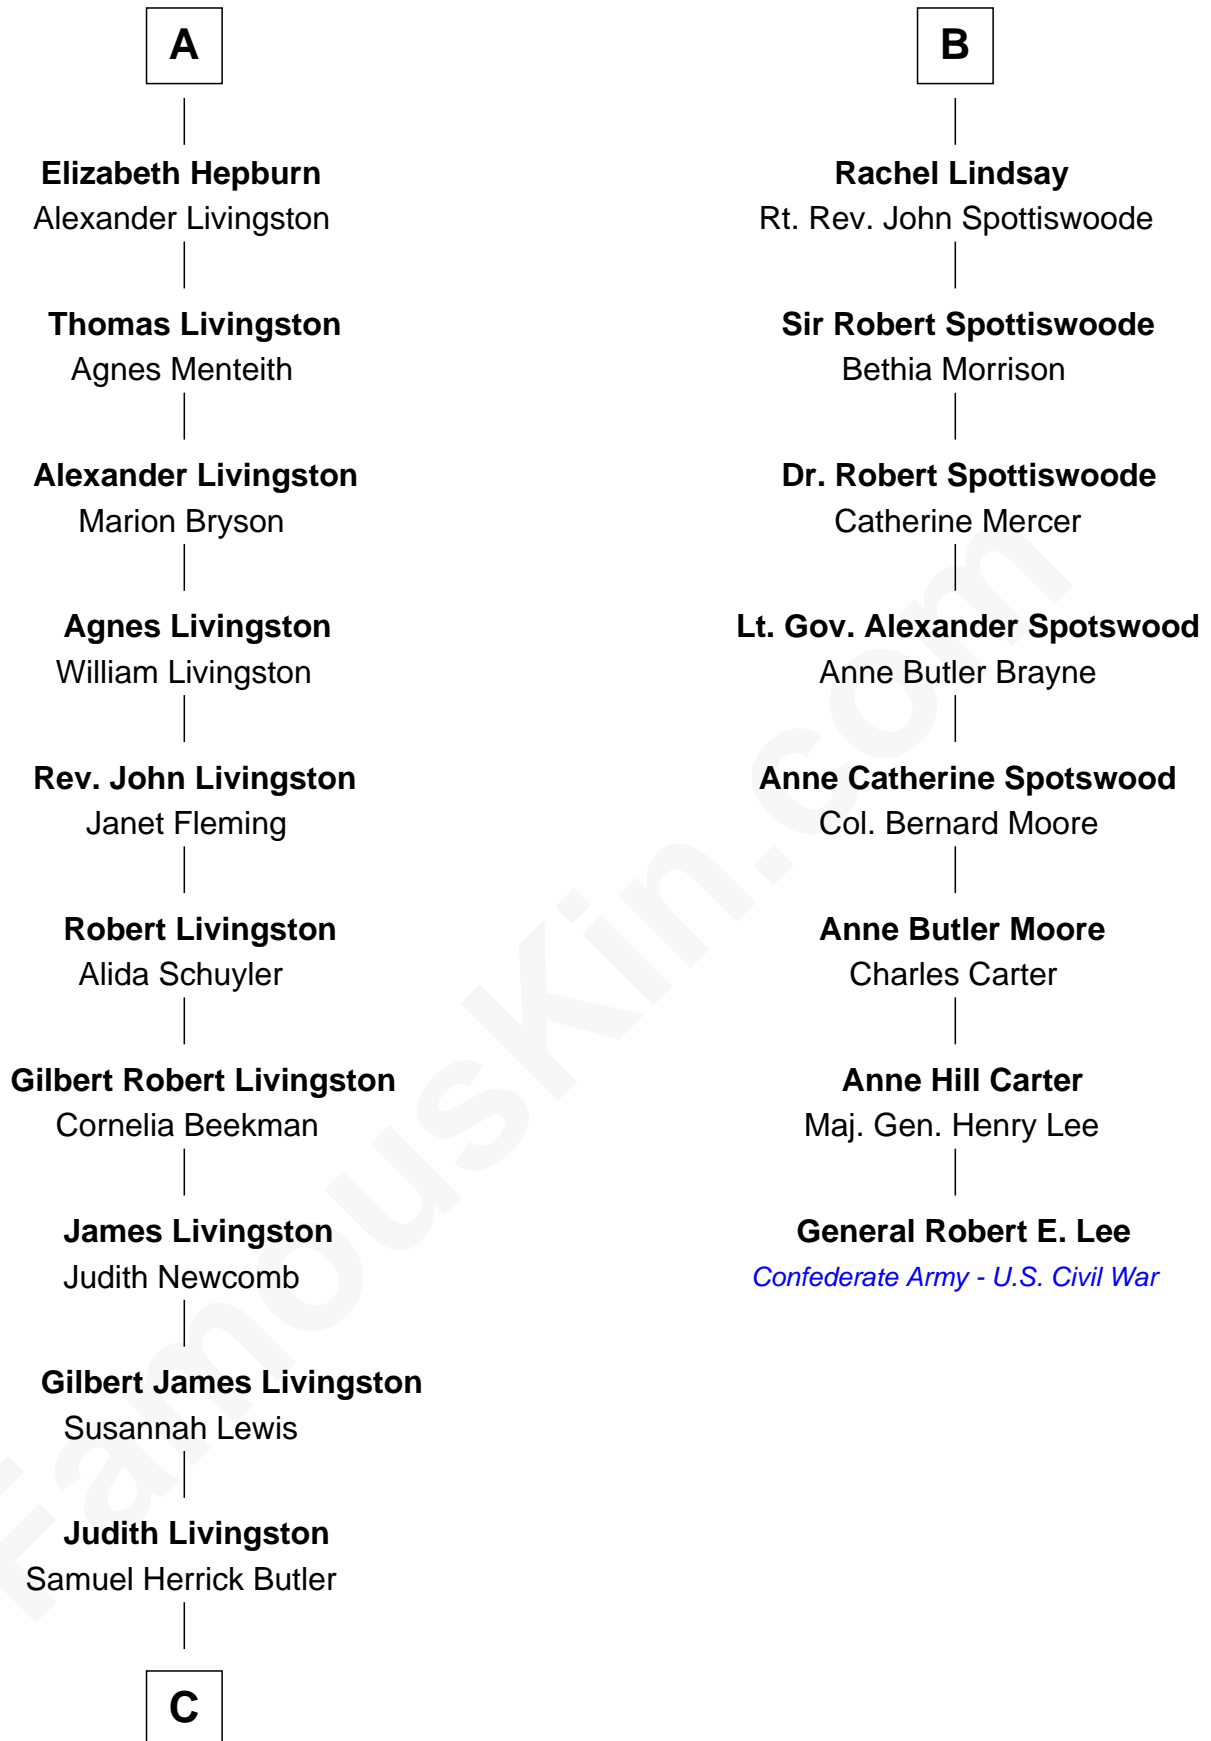 A
Elizabeth Hepburn
Alexander Livingston
Thomas Livingston
Agnes Menteith
Alexander Livingston
Marion Bryson
Agnes Livingston
William Livingston
Rev. John Livingston
Janet Fleming
Robert Livingston
Alida Schuyler
Gilbert Robert Livingston
Cornelia Beekman
James Livingston
Judith Newcomb
Gilbert James Livingston
Susannah Lewis
Judith Livingston
Samuel Herrick Butler
C
B
Rachel Lindsay
Rt. Rev. John Spottiswoode
Sir Robert Spottiswoode
Bethia Morrison
Dr. Robert Spottiswoode
Catherine Mercer
Lt. Gov. Alexander Spotswood
Anne Butler Brayne
Anne Catherine Spotswood
Col. Bernard Moore
Anne Butler Moore
Charles Carter
Anne Hill Carter
Maj. Gen. Henry Lee
General Robert E. Lee
Confederate Army - U.S. Civil War
FamousKin.com